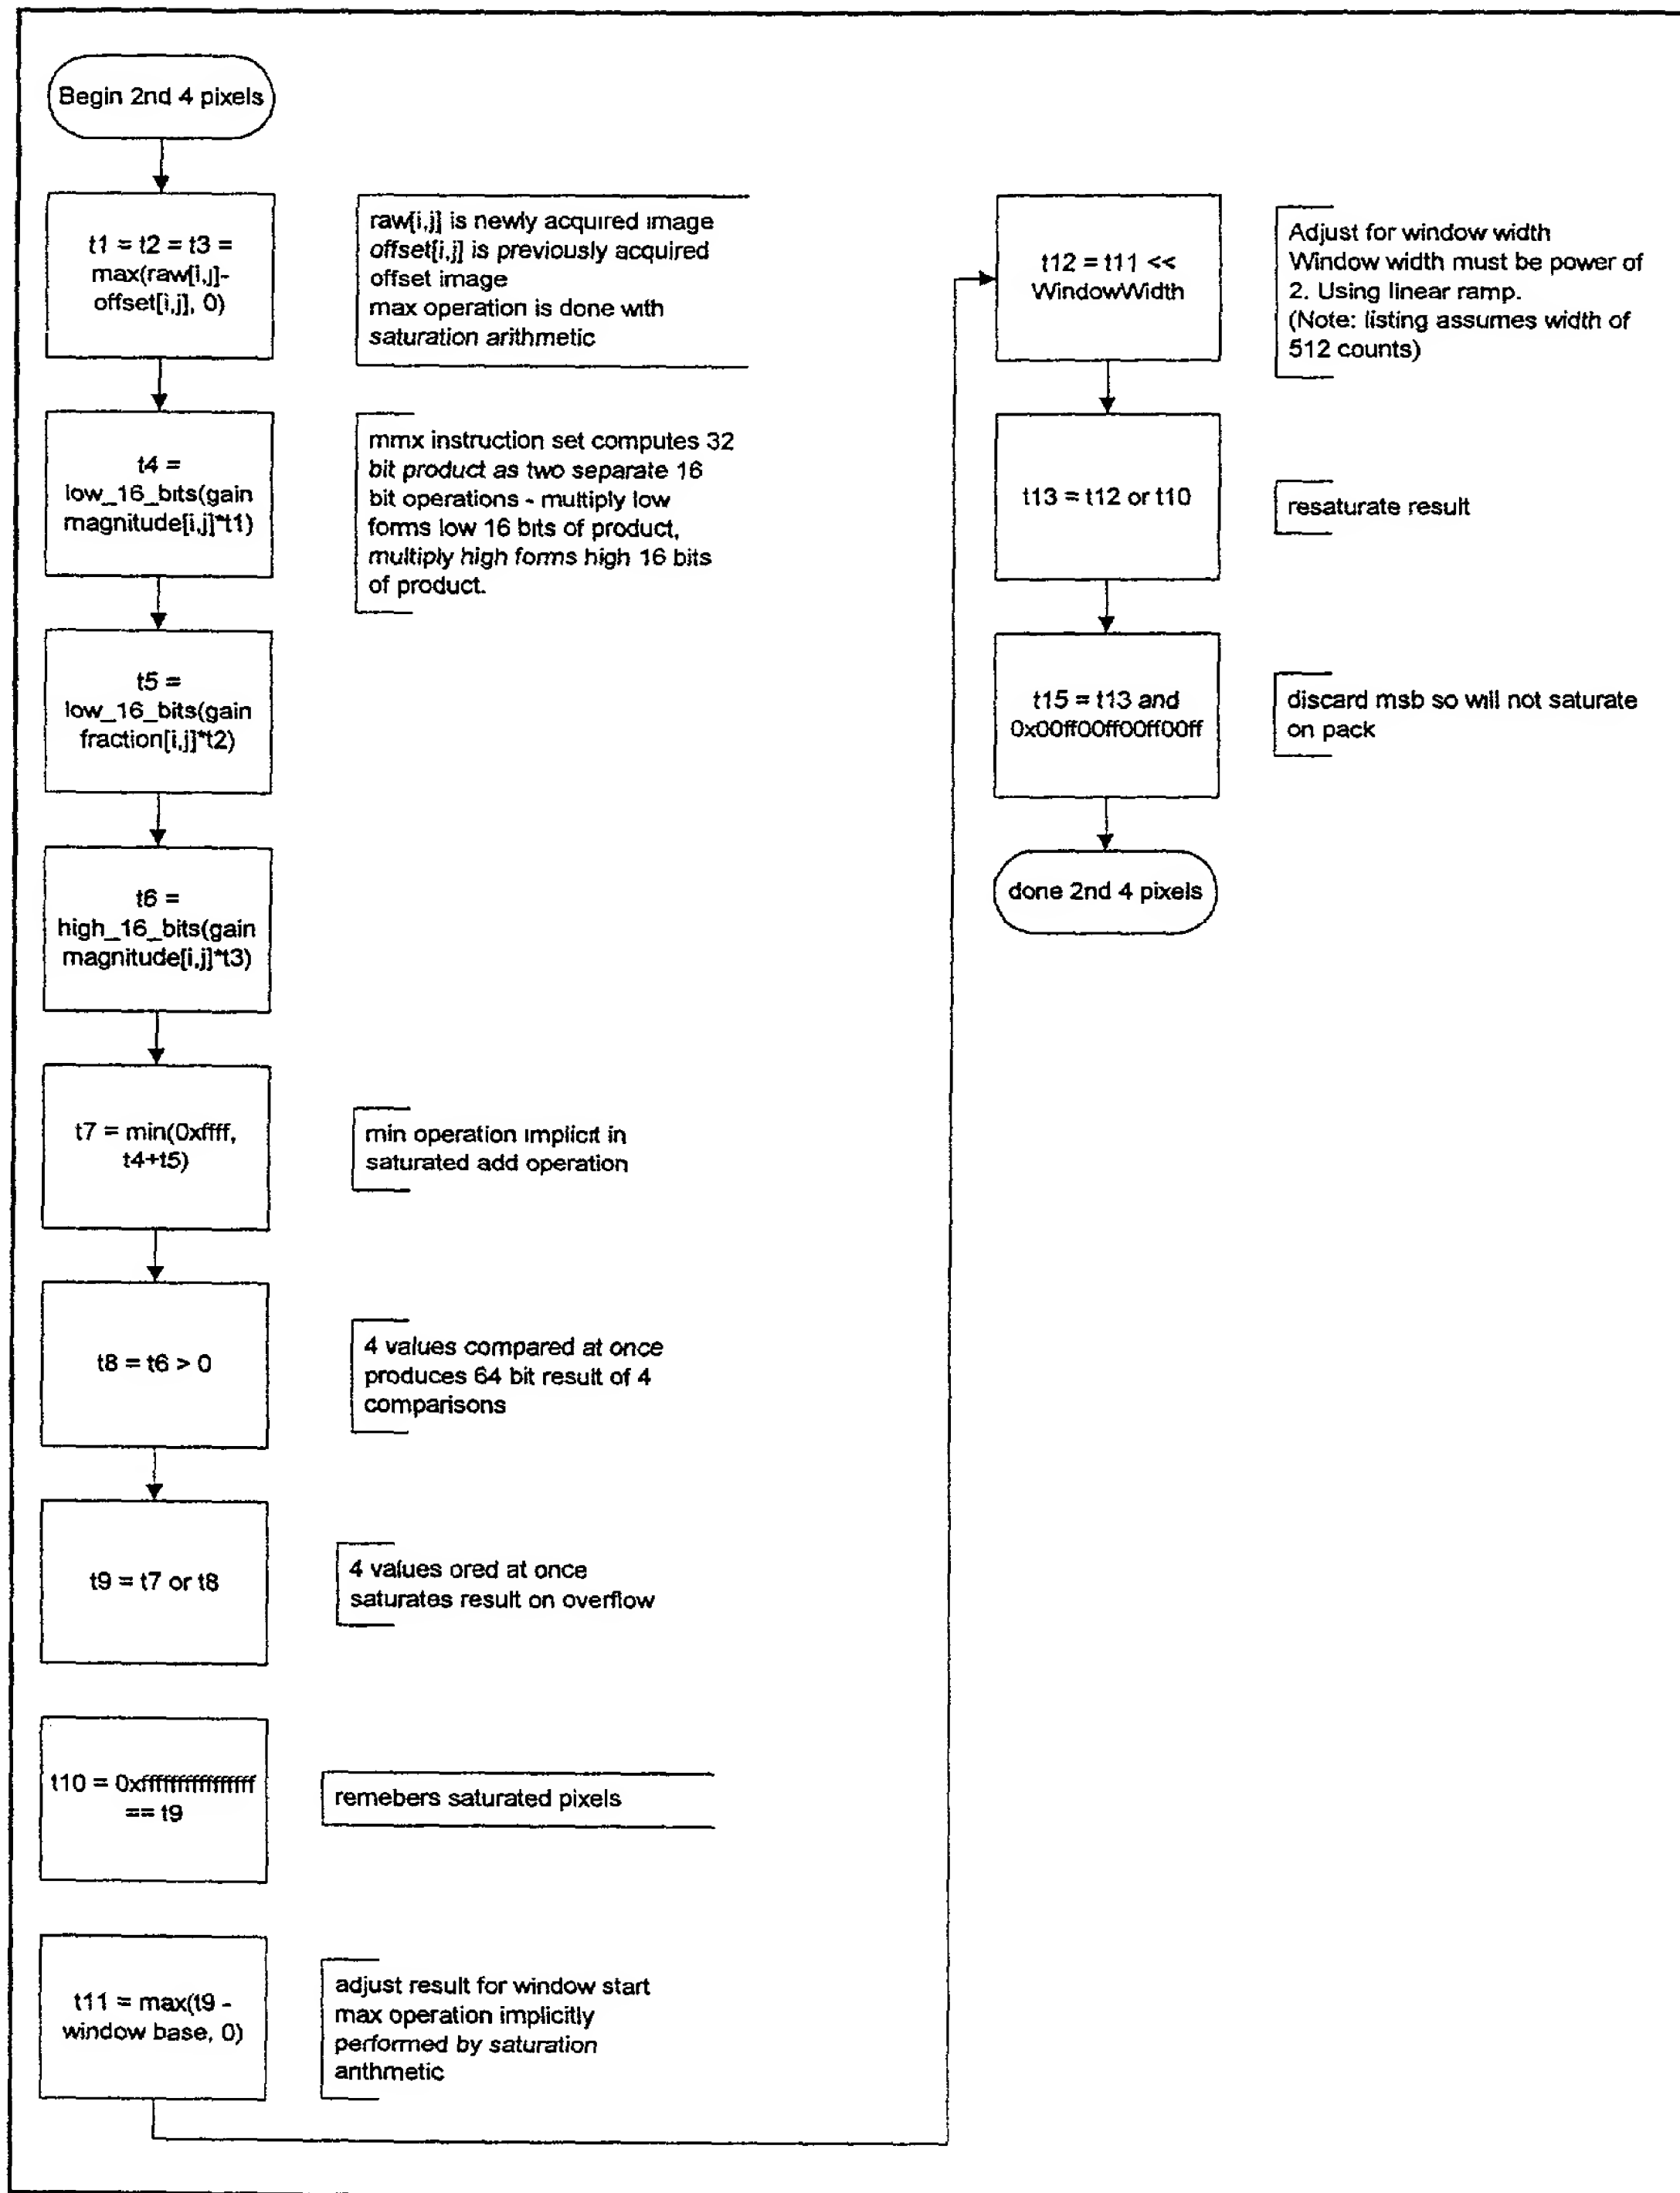 Begin 2nd 4 pixels
t1 = t2 = t3 =
max(raw[i,j]-
offset[i,j], 0)
raw[i,j] is newly acquired image
offset[i,j] is previously acquired
offset image
max operation is done with
saturation arithmetic
t4 =
low_16_bits(gain
magnitude[i,j]*t1)
mmx instruction set computes 32
bit product as two separate 16
bit operations - multiply low
forms low 16 bits of product,
multiply high forms high 16 bits
of product.
t5 =
low_16_bits(gain
fraction[i,j]*t2)
t6 =
high_16_bits(gain
magnitude[i,j]*t3)
t7 = min(0xffff,
t4+t5)
min operation implicit in
saturated add operation
t8 = t6 > 0
4 values compared at once
produces 64 bit result of 4
comparisons
t9 = t7 or t8
4 values ored at once
saturates result on overflow
t10 = 0xffffffffffffffff
== t9
remebers saturated pixels
t11 = max(t9 -
window base, 0)
adjust result for window start
max operation implicitly
performed by saturation
arithmetic
t12 = t11 <<
WindowWidth
Adjust for window width
Window width must be power of
2. Using linear ramp.
(Note: listing assumes width of
512 counts)
t13 = t12 or t10
resaturate result
t15 = t13 and
0x00ff00ff00ff00ff
discard msb so will not saturate
on pack
done 2nd 4 pixels